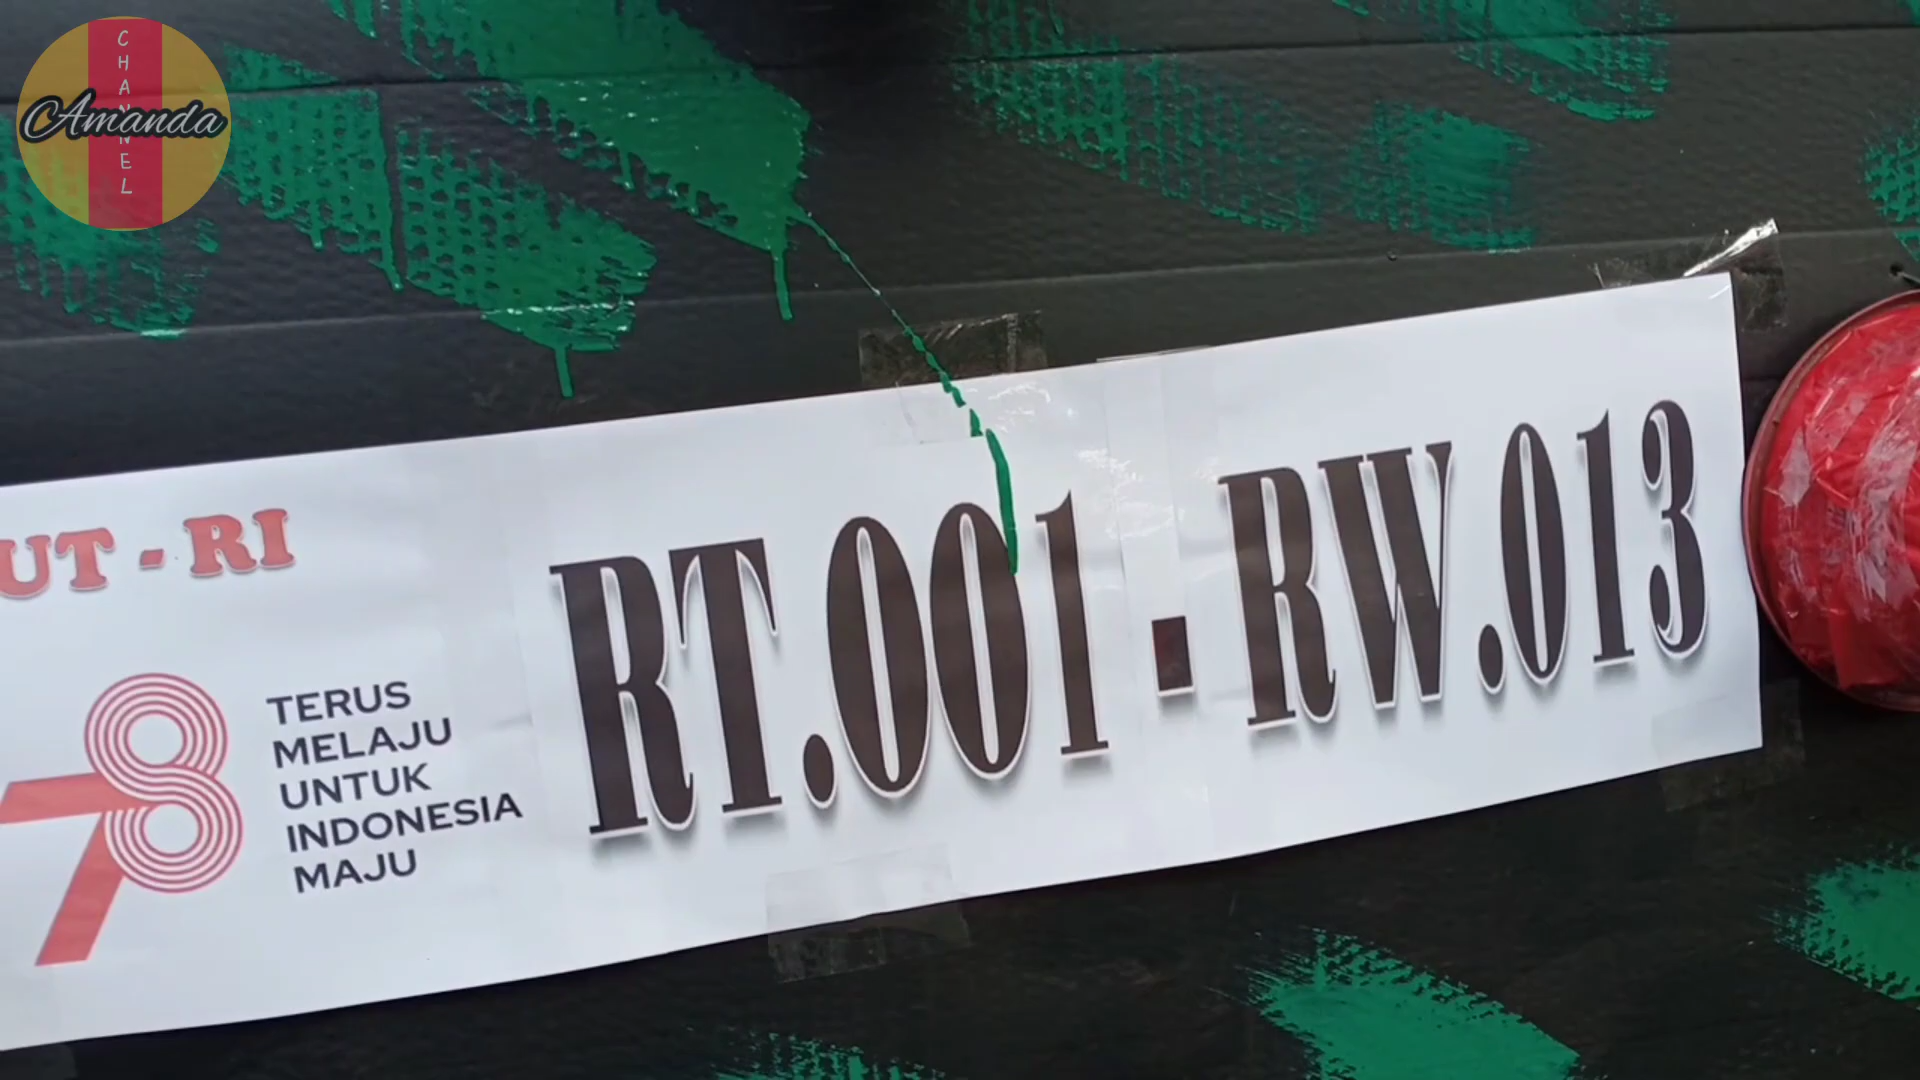 CHANNEL
Amanda
UT - RI
78
TERUS
MELAJU
UNTUK
INDONESIA
MAJU
RT.001 - RW.013